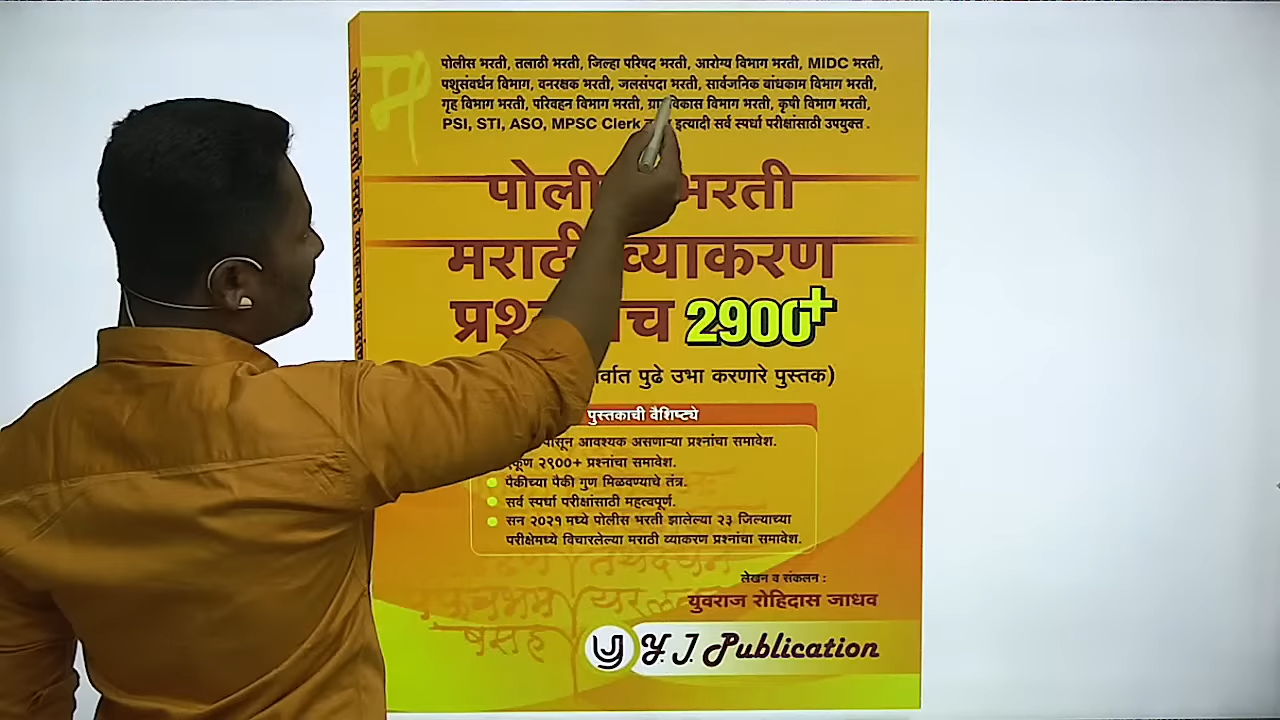 म
पोलीस भरती, तलाठी भरती, जिल्हा परिषद भरती, आरोग्य विभाग भरती, MIDC भरती,
पशुसंवर्धन विभाग, वनरक्षक भरती, जलसंपदा भरती, सार्वजनिक बांधकाम विभाग भरती,
गृह विभाग भरती, परिवहन विभाग भरती, विभाग भरती, कृषी विभाग भरती,
PSI, STI, ASO, MPSC Clerk इत्यादी सर्व स्पर्धा परीक्षांसाठी उपयुक्त.
भरती
व्याकरण
2900+
पुढे उभा करणारे पुस्तक)
पुस्तकाची वैशिष्ट्ये
आवश्यक असणाऱ्या प्रश्नांचा समावेश.
२९००+ प्रश्नांचा समावेश.
पैकीच्या पैकी गुण मिळवण्याचे तंत्र.
सर्व स्पर्धा परीक्षांसाठी महत्वपूर्ण.
सन २०२१ मध्ये पोलीस भरती झालेल्या २३ जिल्ह्याच्या
परीक्षेमध्ये विचारलेल्या मराठी व्याकरण प्रश्नांचा समावेश.
लेखन व संकलन :
युवराज रोहिदास जाधव
Y. J. Publication